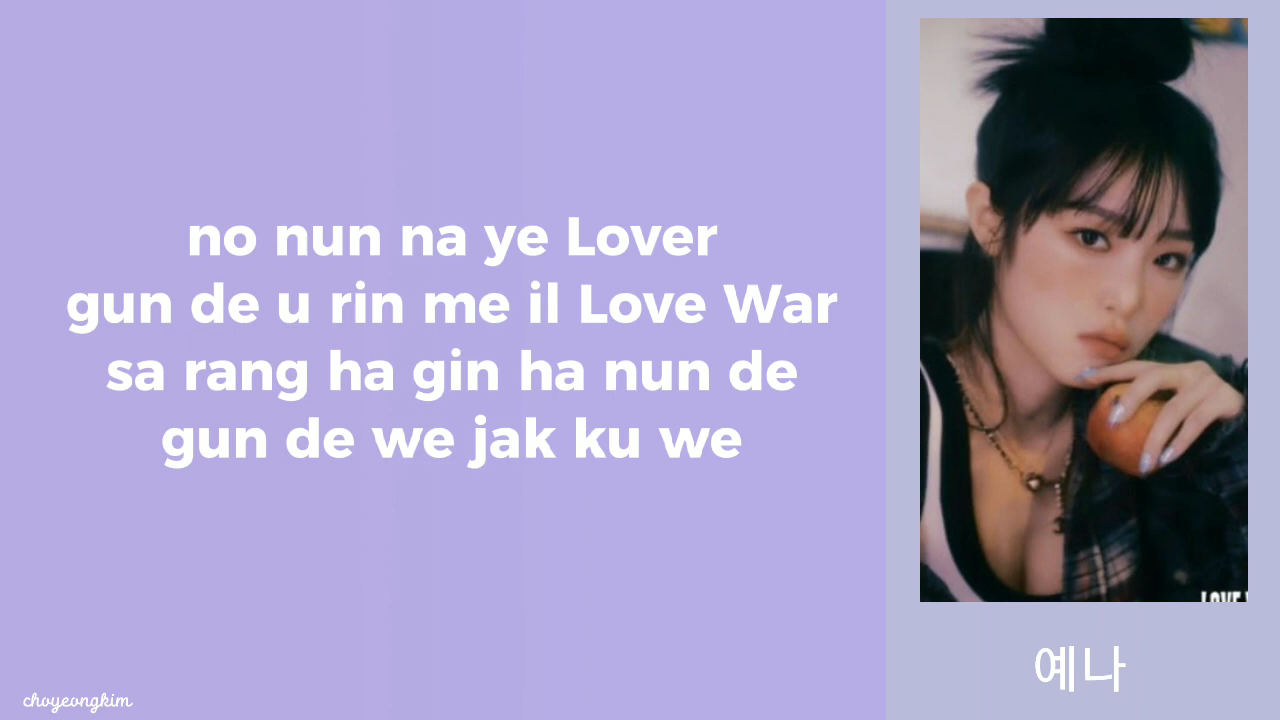 no nun na ye Lover
gun de u rin me il Love War
sa rang ha gin ha nun de
gun de we jak ku we
예나
choyeongkim